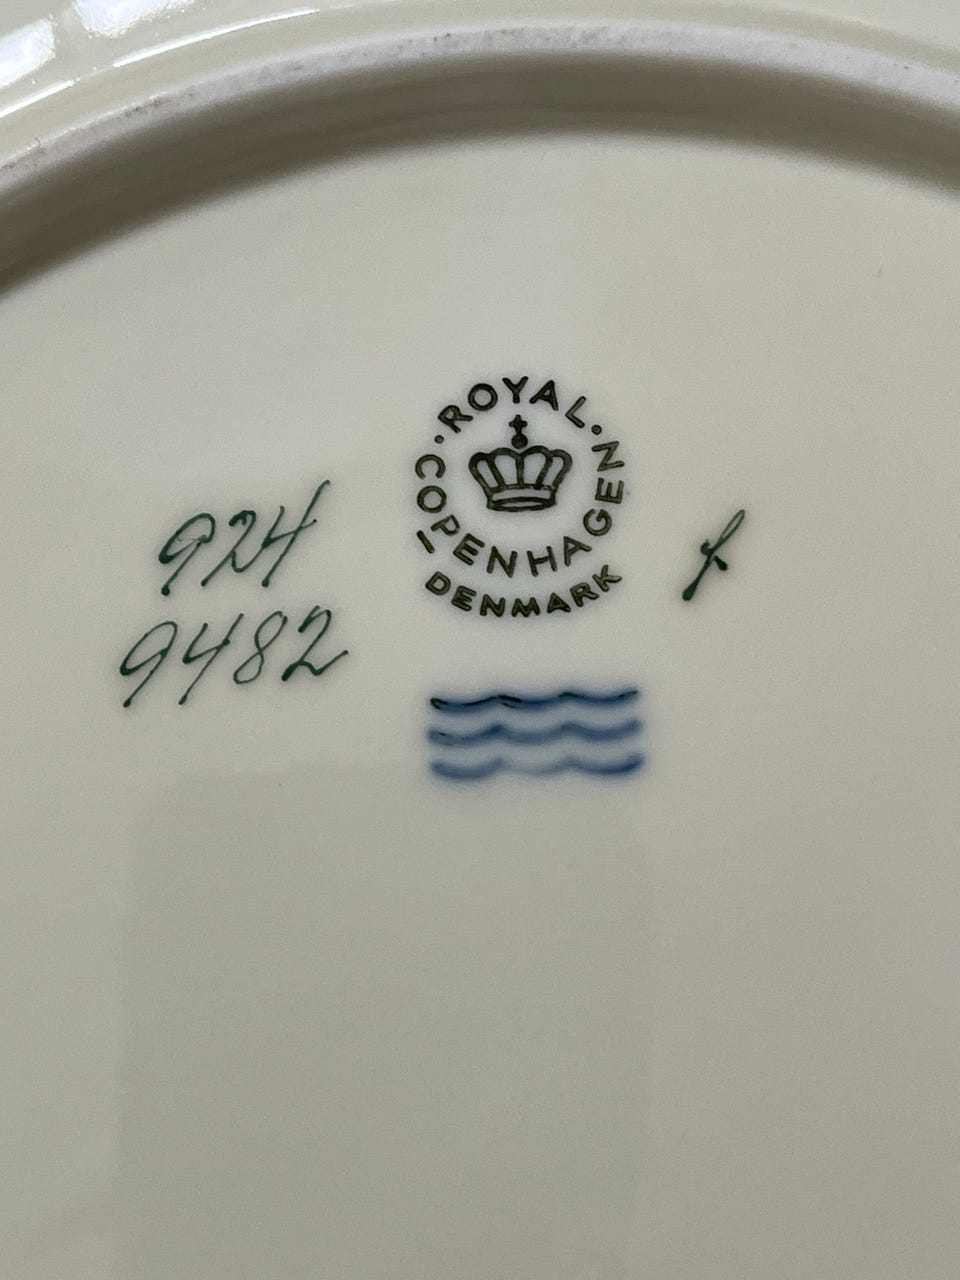 ROYAL
COPENHAGEN
DENMARK
924
9482